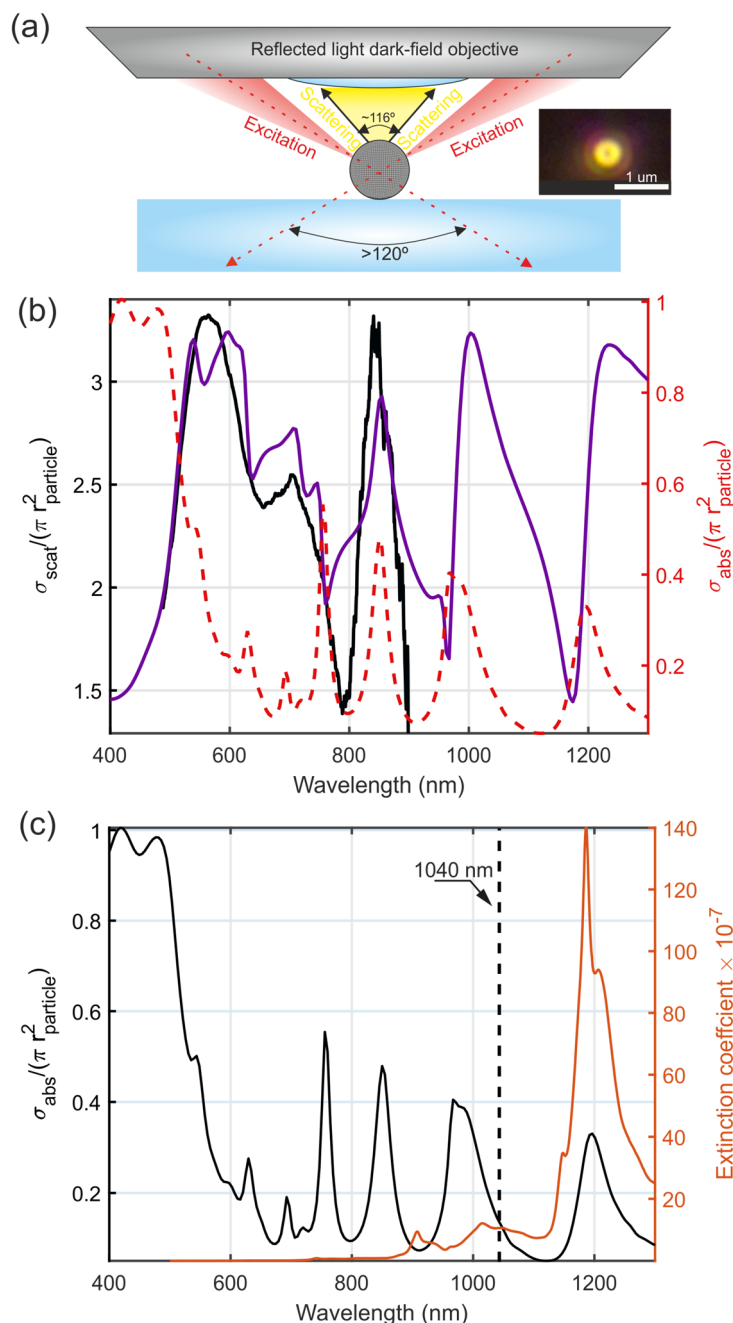 (a)
Reflected light dark-field objective
Scattering
~116º
Scattering
Excitation
Excitation
1 um
>120º
(b)
3
2.5
2
1.5
σscat/(π r²particle)
1
0.8
0.6
0.4
0.2
σabs/(π r²particle)
400
600
800
1000
1200
Wavelength (nm)
(c)
1
0.8
0.6
0.4
0.2
σabs/(π r²particle)
1040 nm
140
120
100
80
60
40
20
Extinction coeffcient × 10⁻⁷
400
600
800
1000
1200
Wavelength (nm)